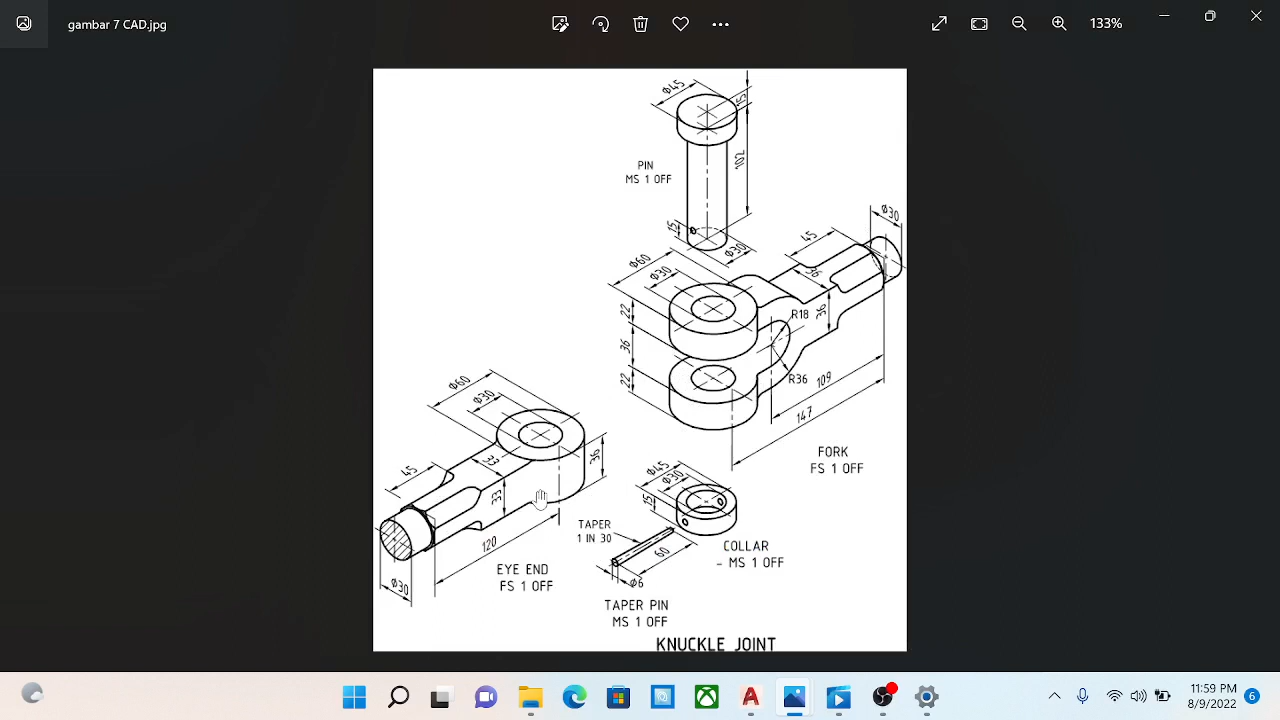 gambar 7 CAD.jpg
133%
Ø45
15
102
PIN
MS 1 OFF
15
Ø30
Ø30
45
36
Ø60
Ø30
22
36
22
36
R18
R36
109
147
FORK
FS 1 OFF
Ø60
Ø30
45
33
33
36
120
Ø30
EYE END
FS 1 OFF
Ø45
Ø30
15
TAPER
1 IN 30
60
Ø6
COLLAR
- MS 1 OFF
TAPER PIN
MS 1 OFF
KNUCKLE JOINT
11:59 PM
8/9/2022
6